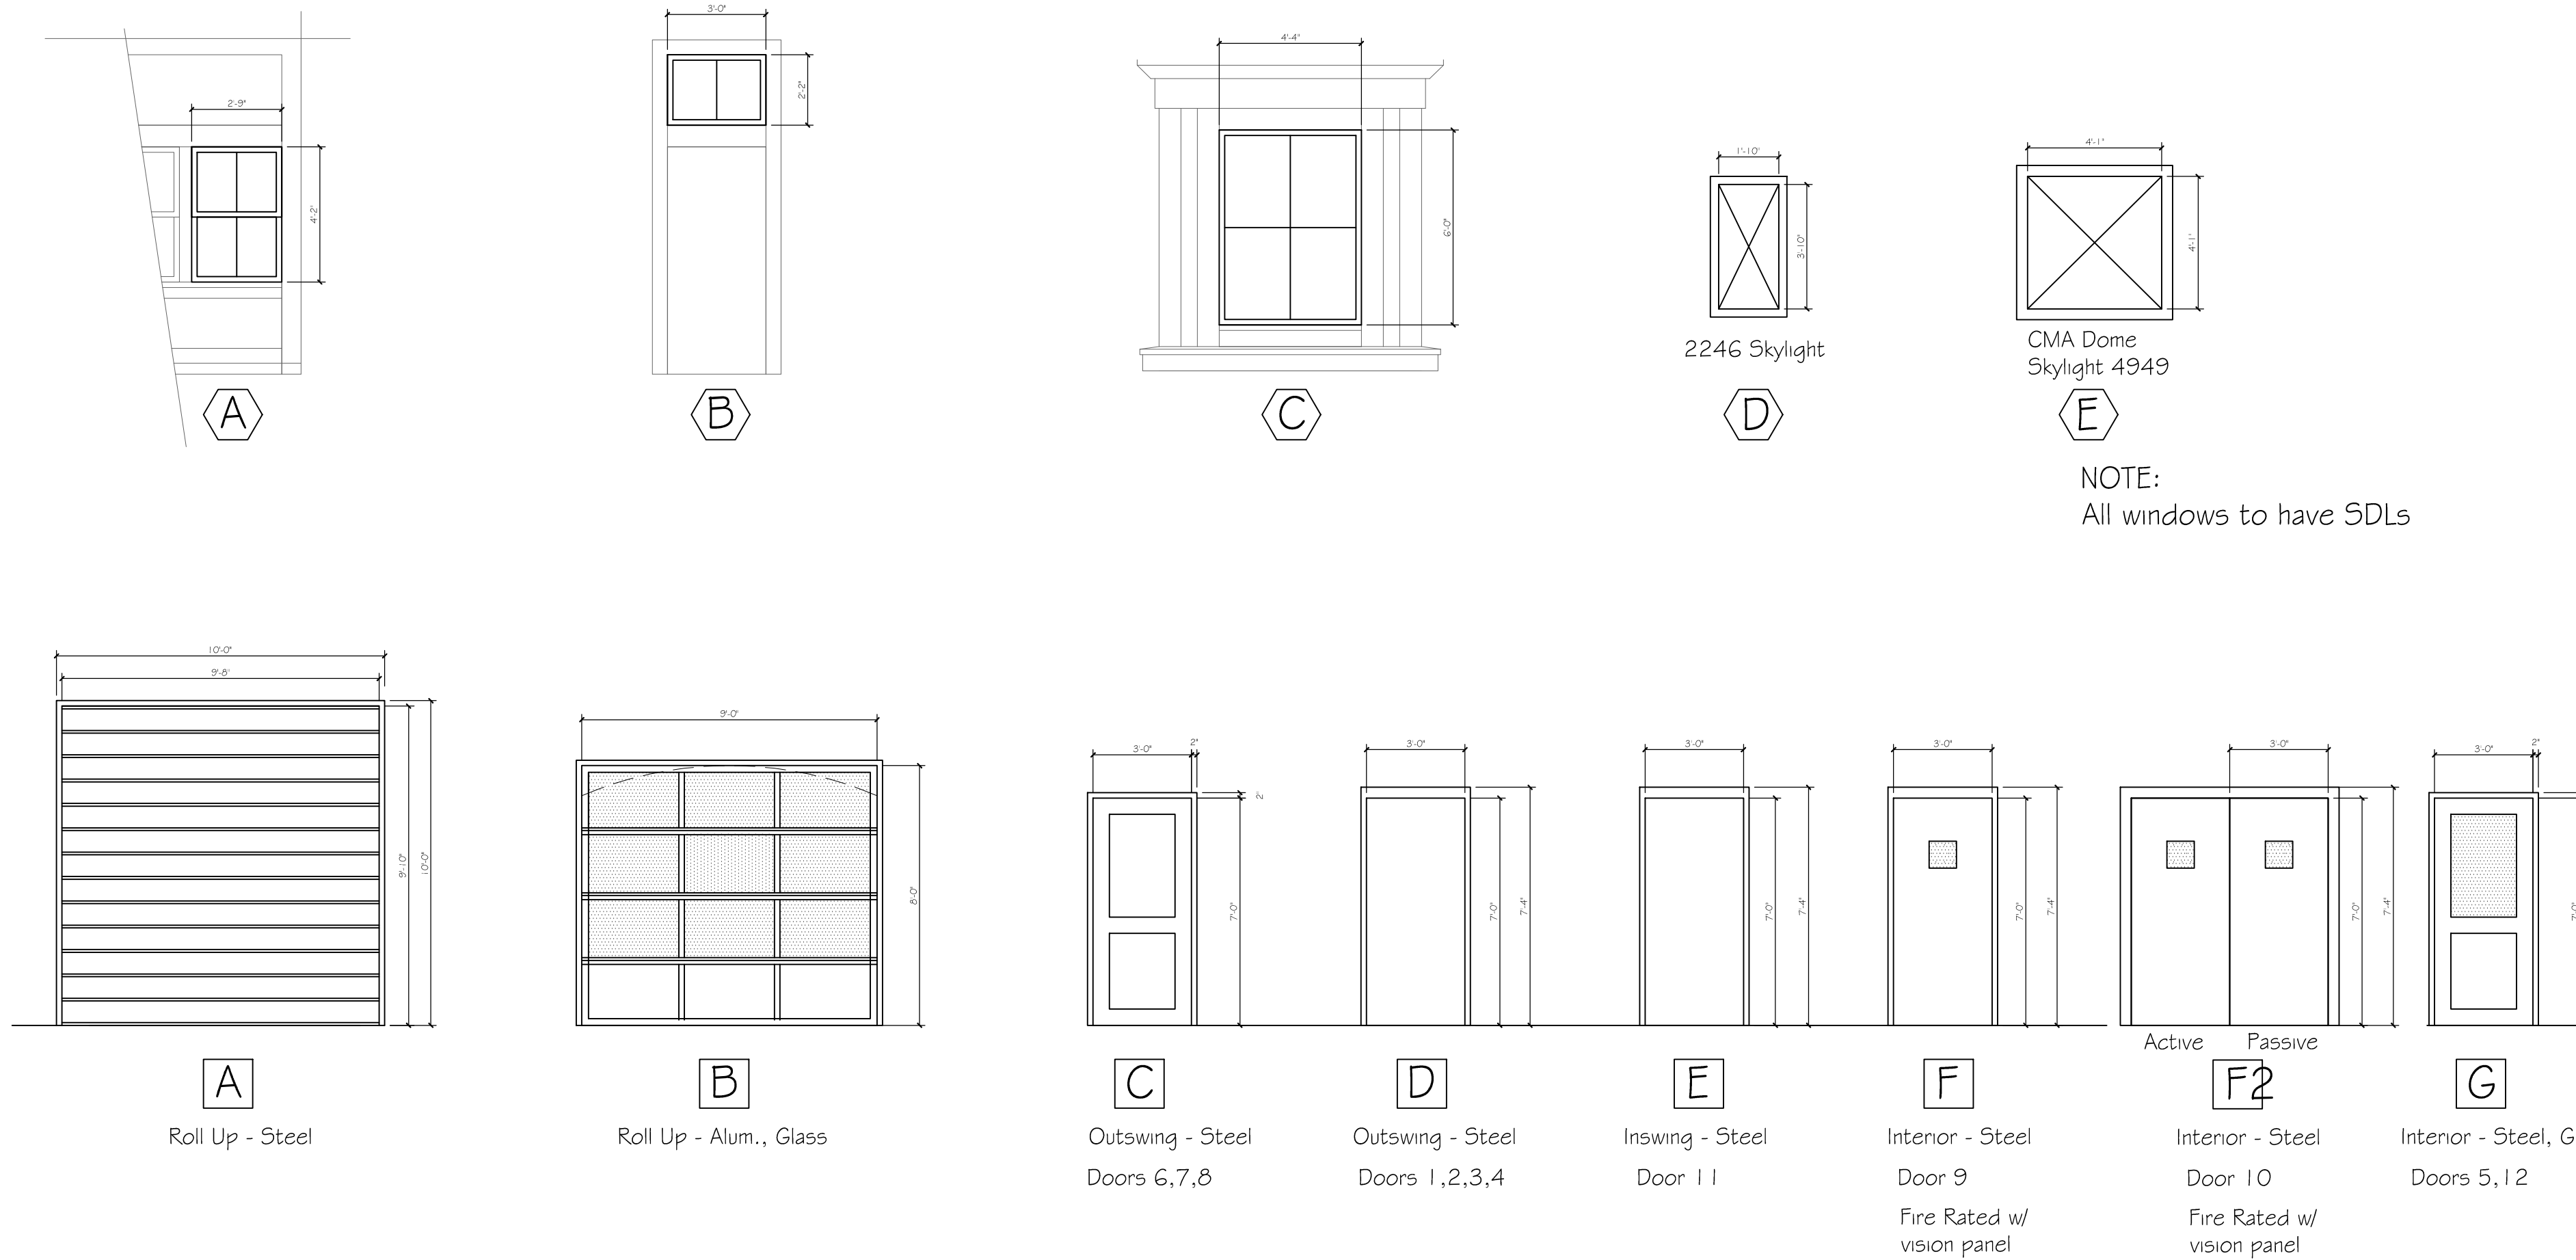 3'-0"
4'-4"
2'-2"
2'-9"
4'-2"
6'-0"
1'-10"
3'-10"
4'-1"
4'-1"
2246 Skylight
CMA Dome
Skylight 4949
A
B
C
D
E
NOTE:
All windows to have SDLs
10'-0"
9'-8"
9'-10"
10'-0"
9'-0"
8'-0"
3'-0"
2"
2"
7'-0"
3'-0"
7'-0"
7'-4"
3'-0"
7'-0"
7'-4"
3'-0"
7'-0"
7'-4"
3'-0"
7'-0"
7'-4"
3'-0"
2"
7'-0"
Active Passive
A
B
C
D
E
F
F2
G
Roll Up - Steel
Roll Up - Alum., Glass
Outswing - Steel
Outswing - Steel
Inswing - Steel
Interior - Steel
Interior - Steel
Interior - Steel, G
Doors 6,7,8
Doors 1,2,3,4
Door 11
Door 9
Door 10
Doors 5,12
Fire Rated w/
vision panel
Fire Rated w/
vision panel